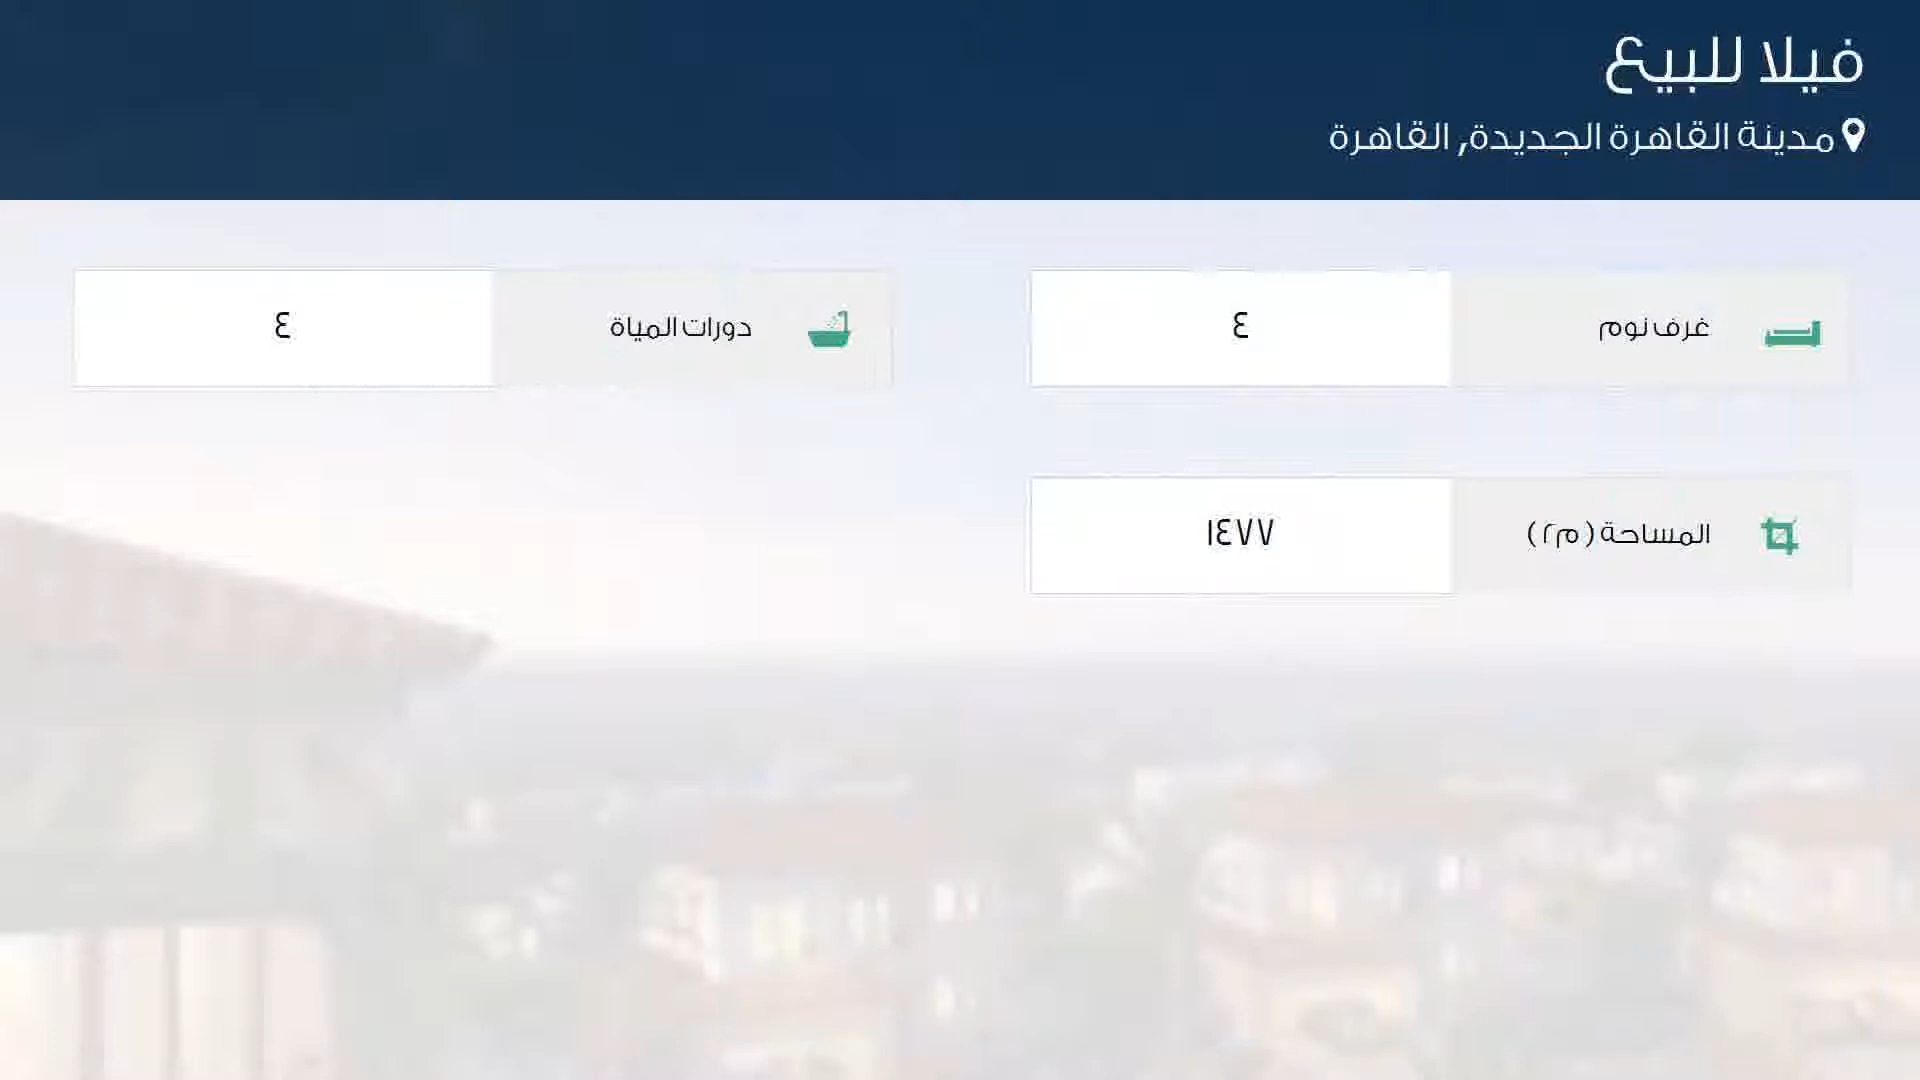 فيلا للبيع
مدينة القاهرة الجديدة, القاهرة
غرف نوم
٤
دورات المياة
٤
المساحة (م٢)
١٤٧٧